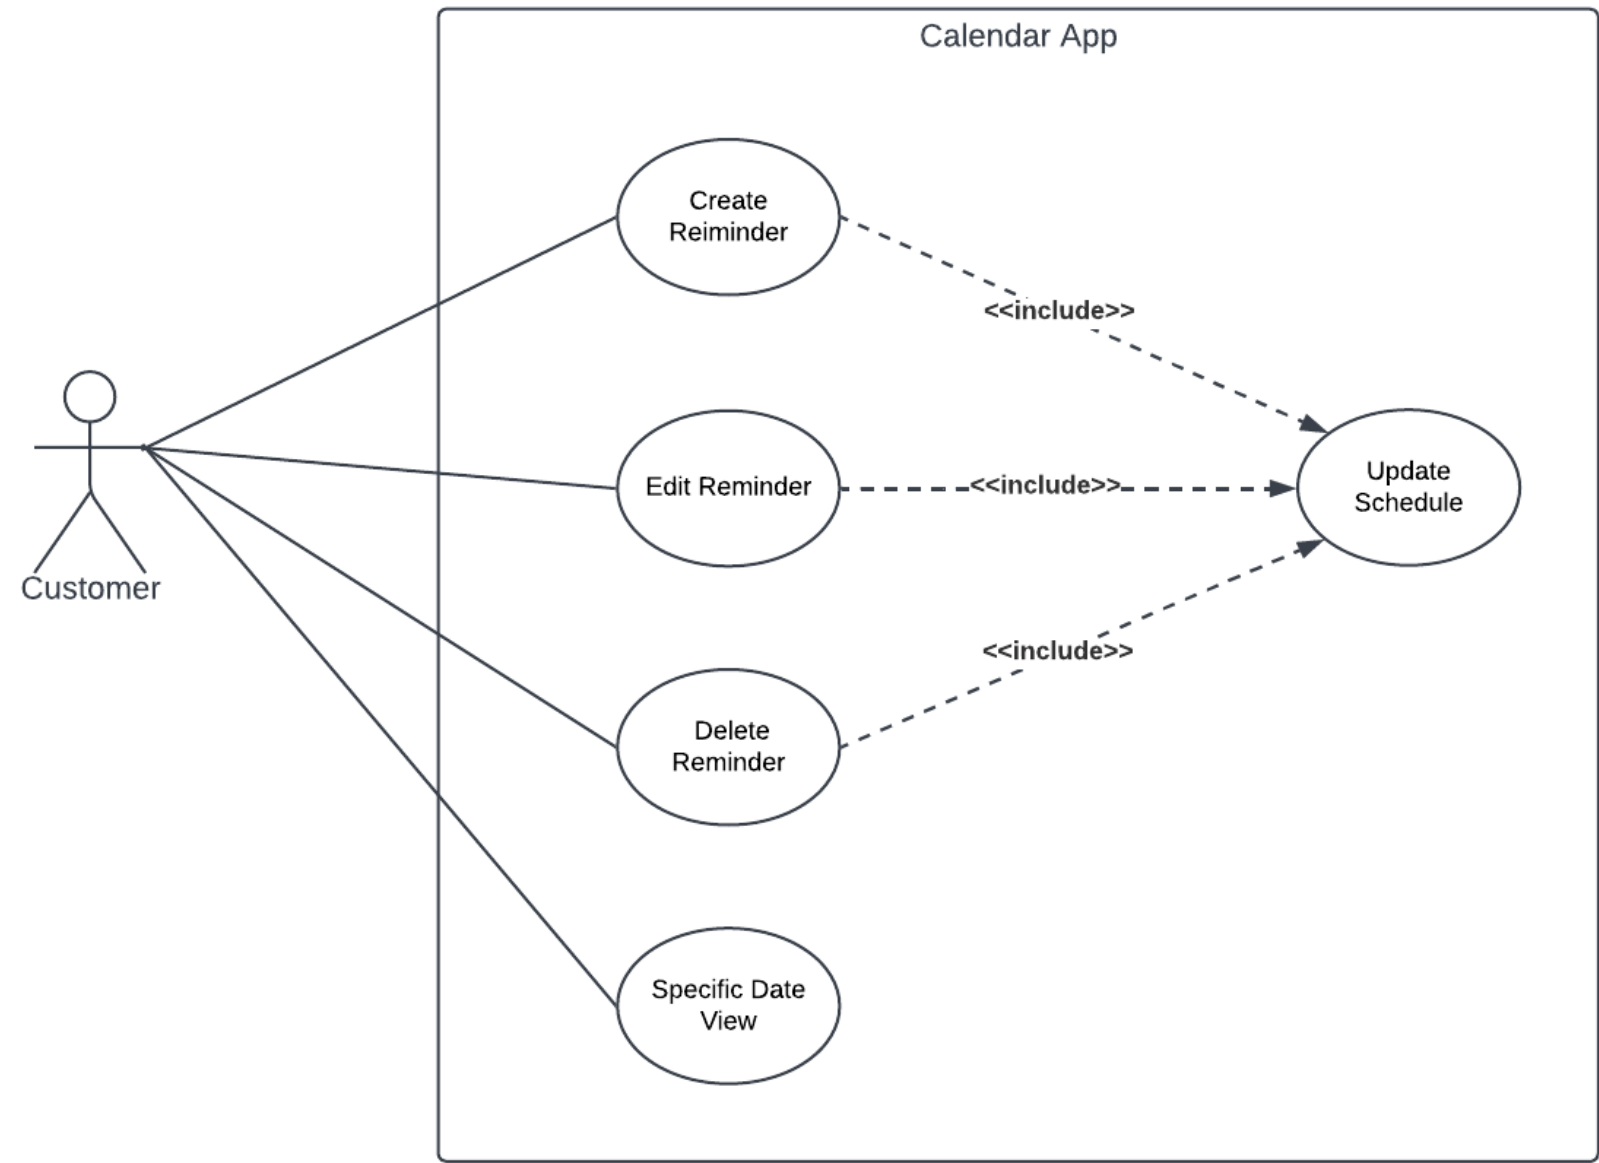 Calendar App
Create
Reiminder
<<include>>
Customer
Edit Reminder
<<include>>
Update
Schedule
<<include>>
Delete
Reminder
Specific Date
View